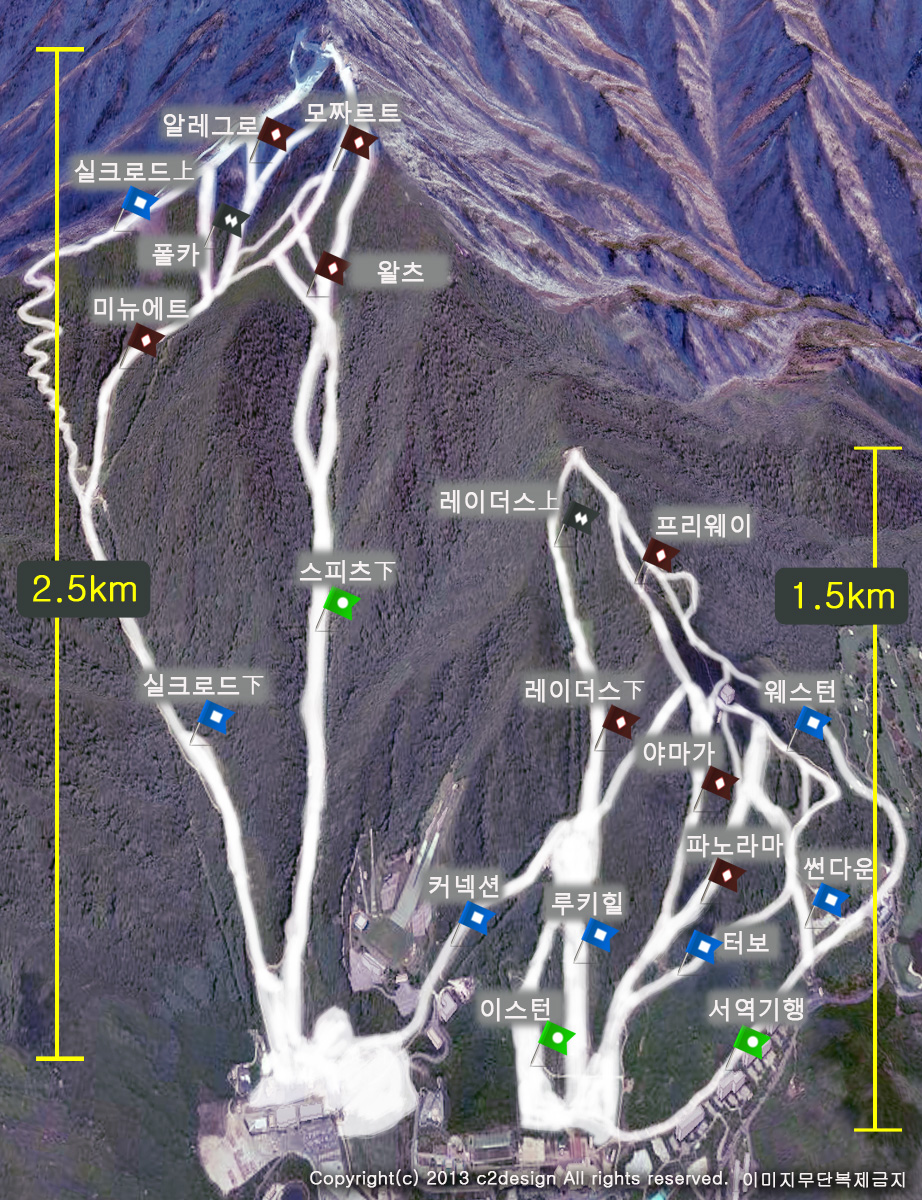 모짜르트
알레그로
실크로드上
폴카
왈츠
미뉴에트
레이더스上
프리웨이
스피츠下
2.5km
1.5km
실크로드下
레이더스下
웨스턴
야마가
파노라마
썬다운
커넥션
루키힐
터보
이스턴
서역기행
Copyright(c) 2013 c2design All rights reserved. 이미지무단복제금지